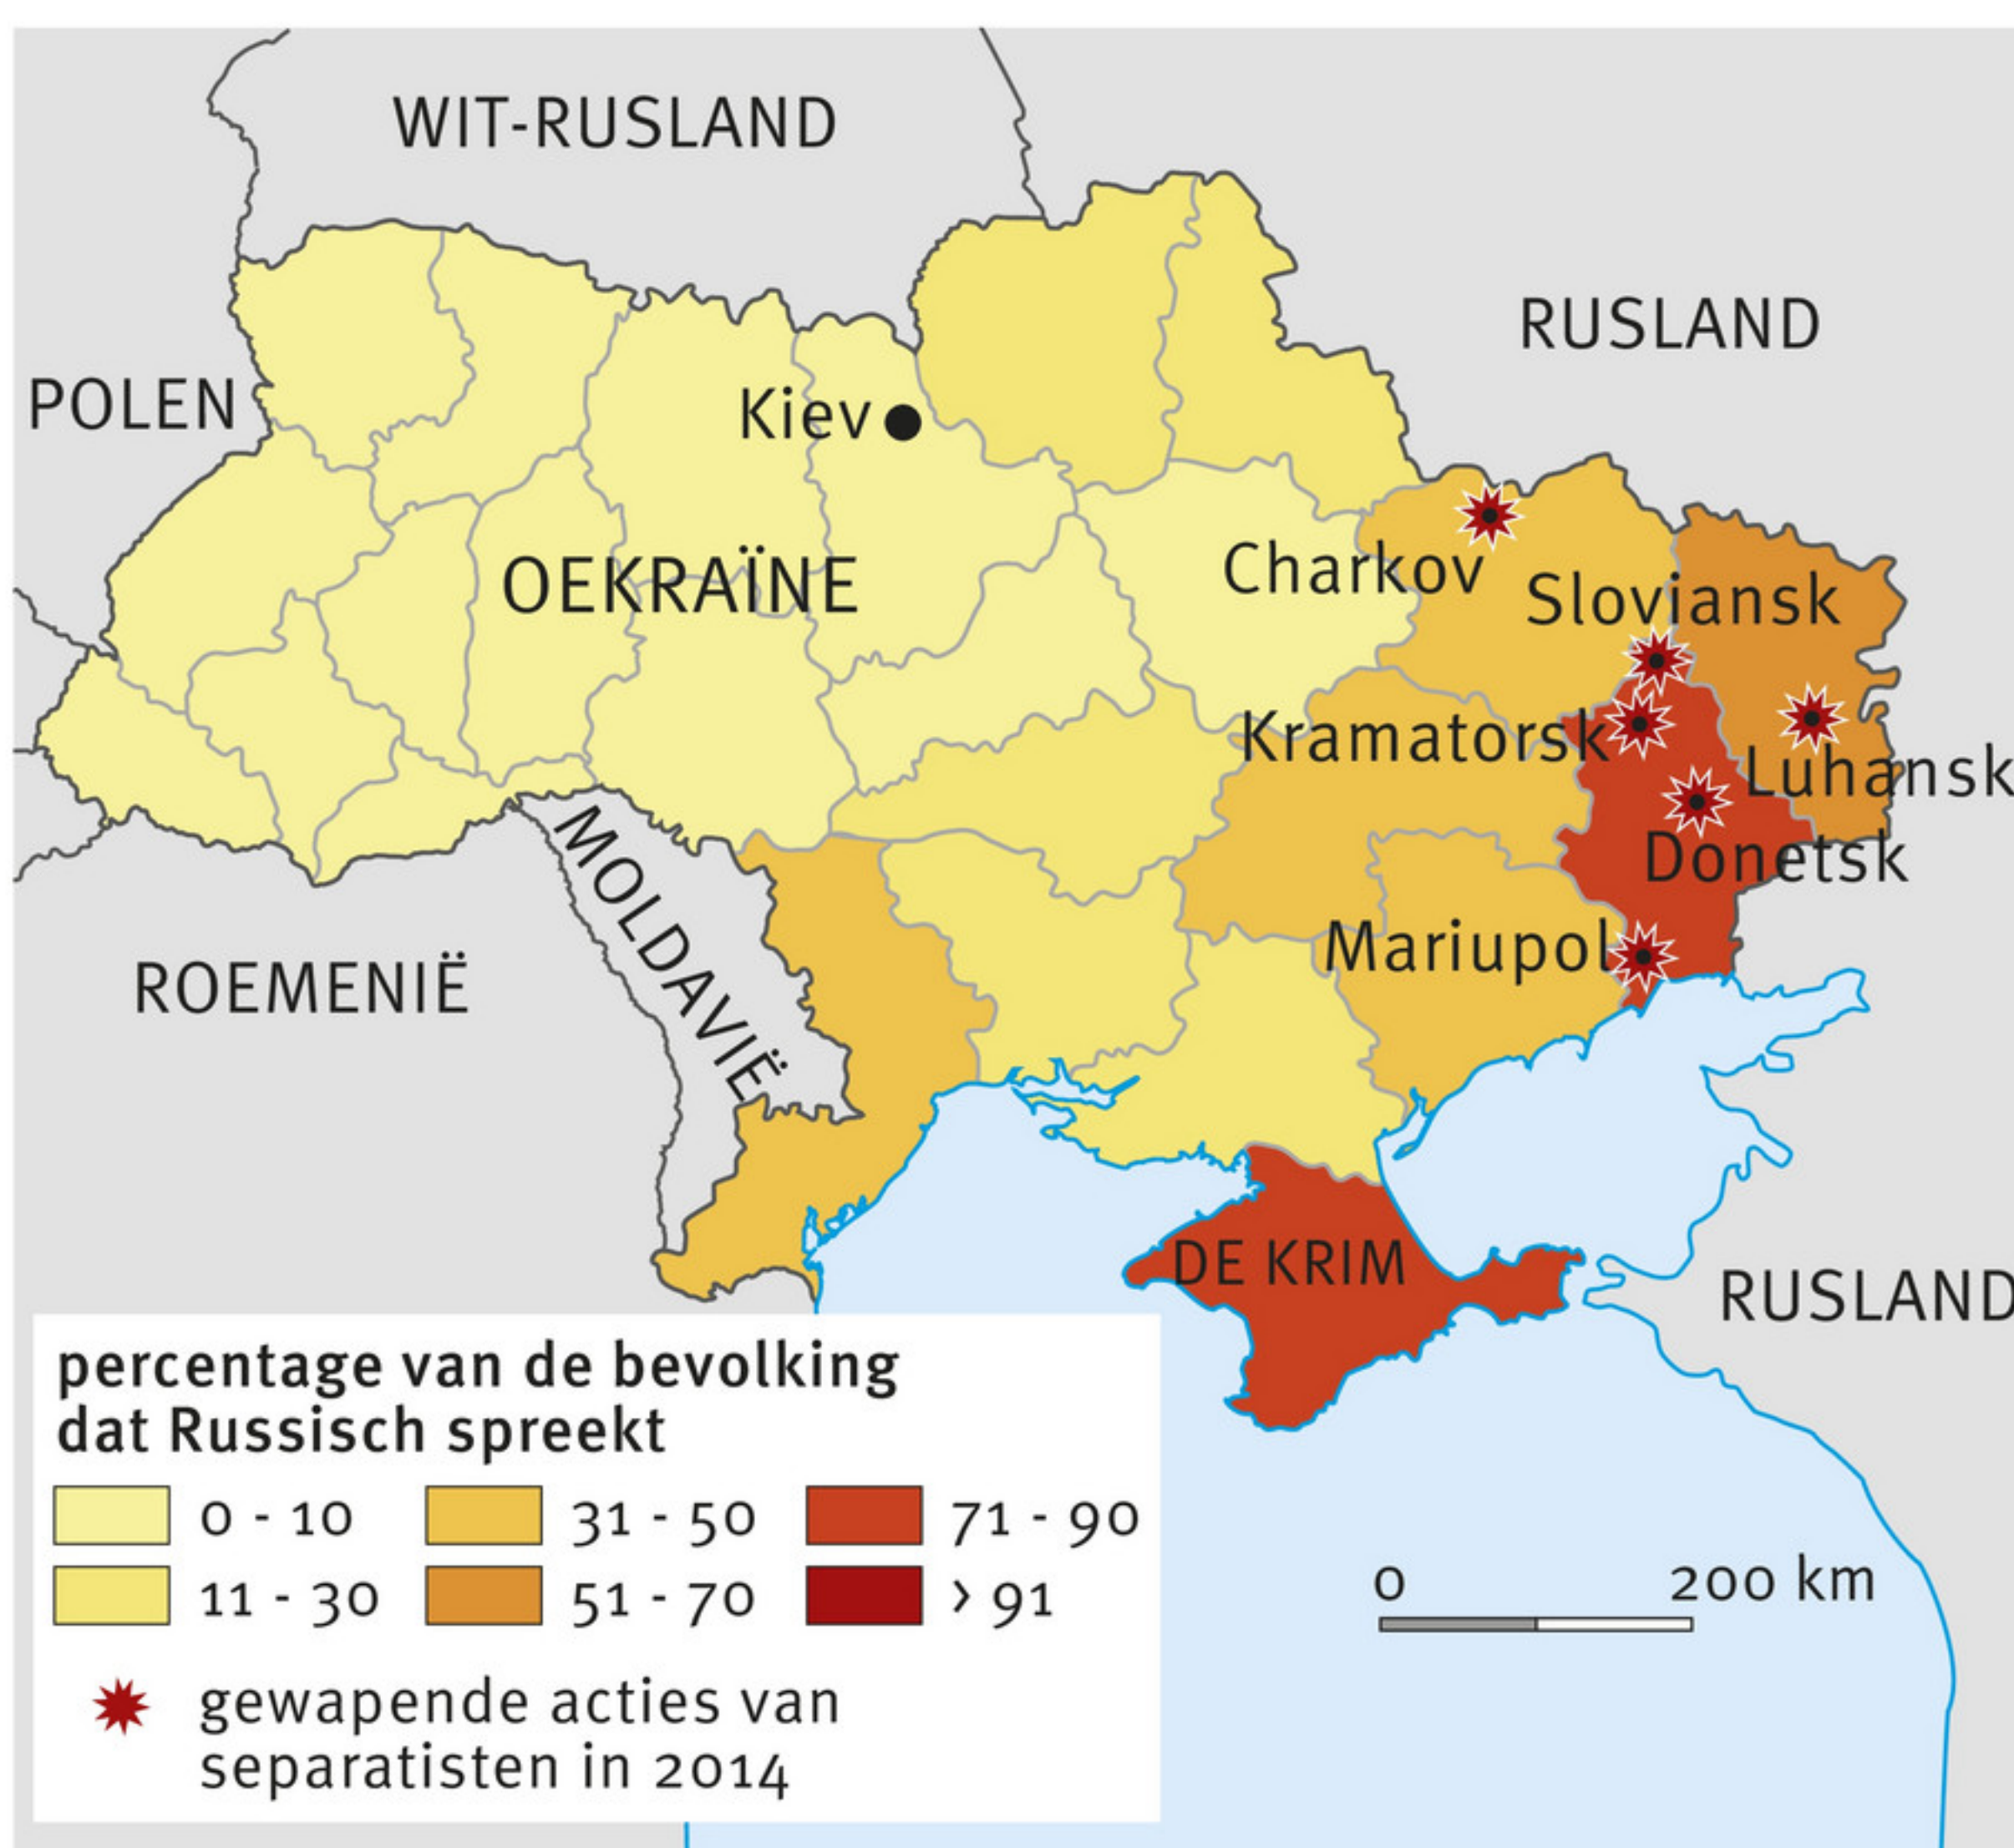 WIT-RUSLAND
RUSLAND
POLEN
Kiev
OEKRAÏNE
Charkov
Sloviansk
Kramatorsk
Luhansk
Donetsk
MOLDAVIË
Mariupol
ROEMENIË
DE KRIM
RUSLAND
percentage van de bevolking
dat Russisch spreekt
0 - 10
31 - 50
71 - 90
11 - 30
51 - 70
> 91
gewapende acties van
separatisten in 2014
0
200 km